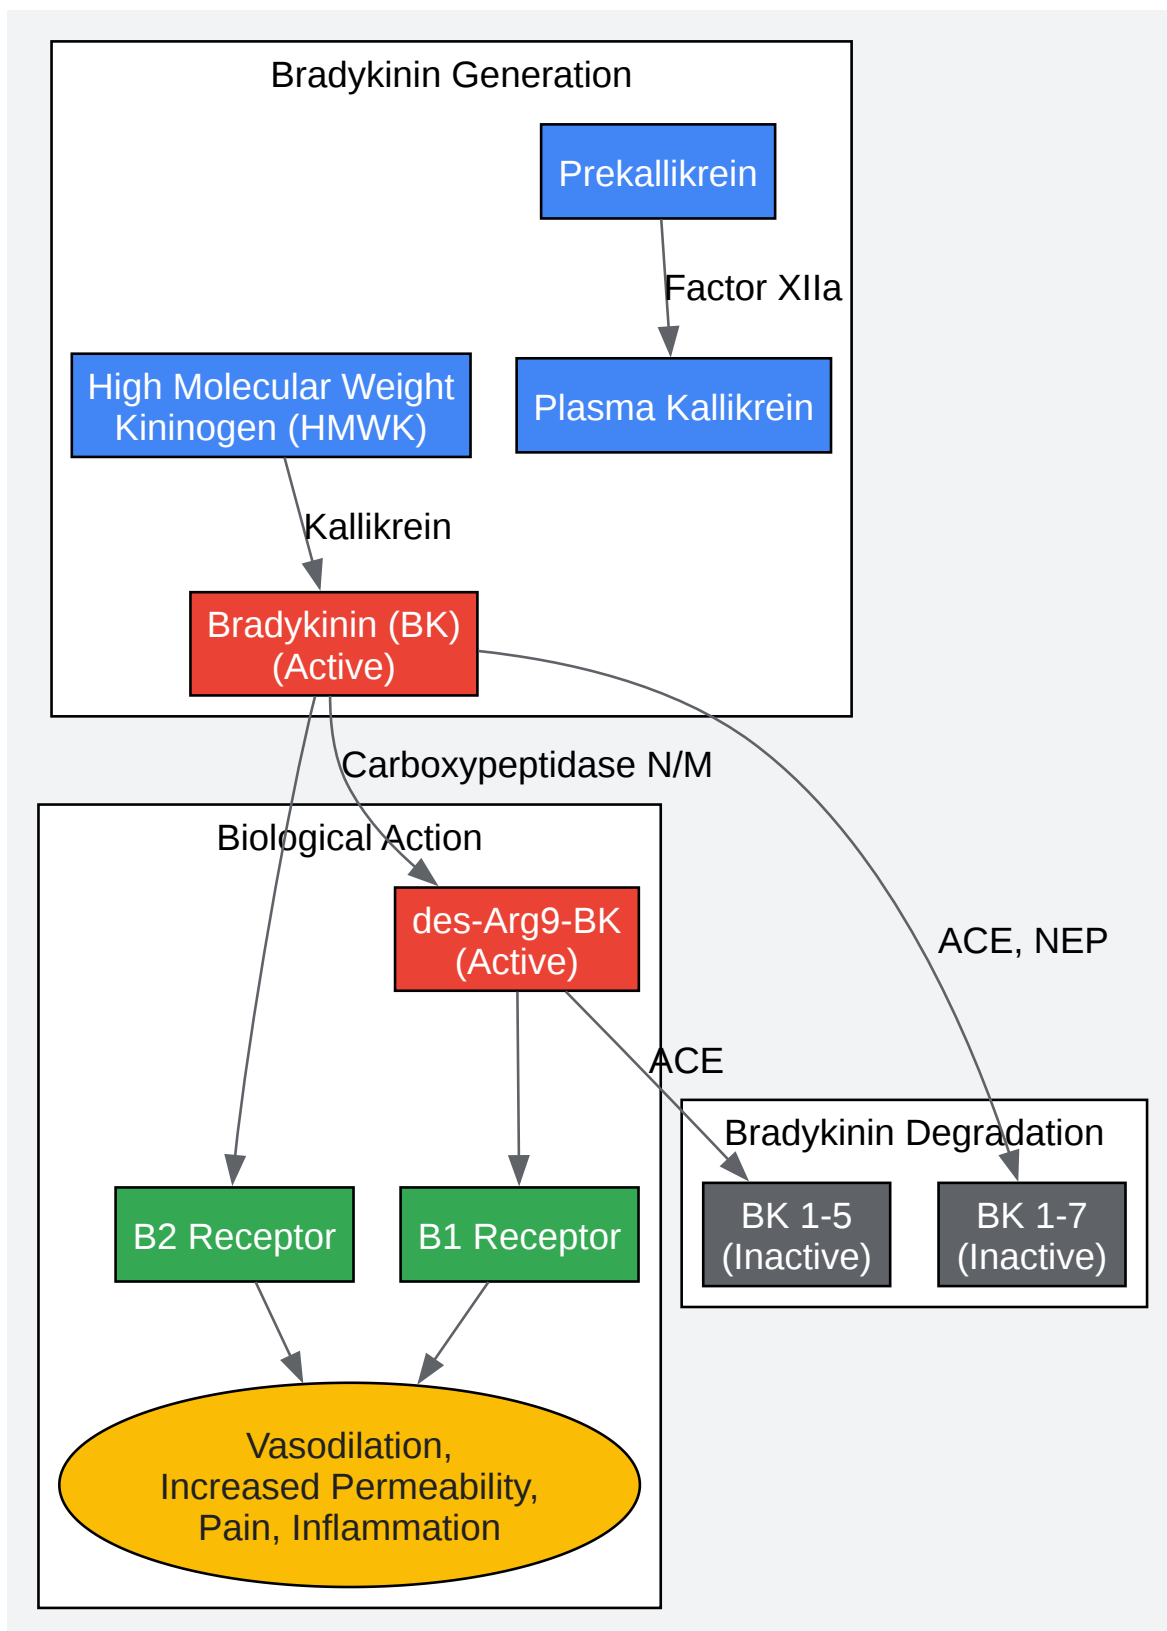 Bradykinin Generation
Prekallikrein
Factor XIIa
High Molecular Weight
Kininogen (HMWK)
Plasma Kallikrein
Kallikrein
Bradykinin (BK)
(Active)
Carboxypeptidase N/M
Biological Action
des-Arg9-BK
(Active)
ACE, NEP
ACE
Bradykinin Degradation
B2 Receptor
B1 Receptor
BK 1-5
(Inactive)
BK 1-7
(Inactive)
Vasodilation,
Increased Permeability,
Pain, Inflammation